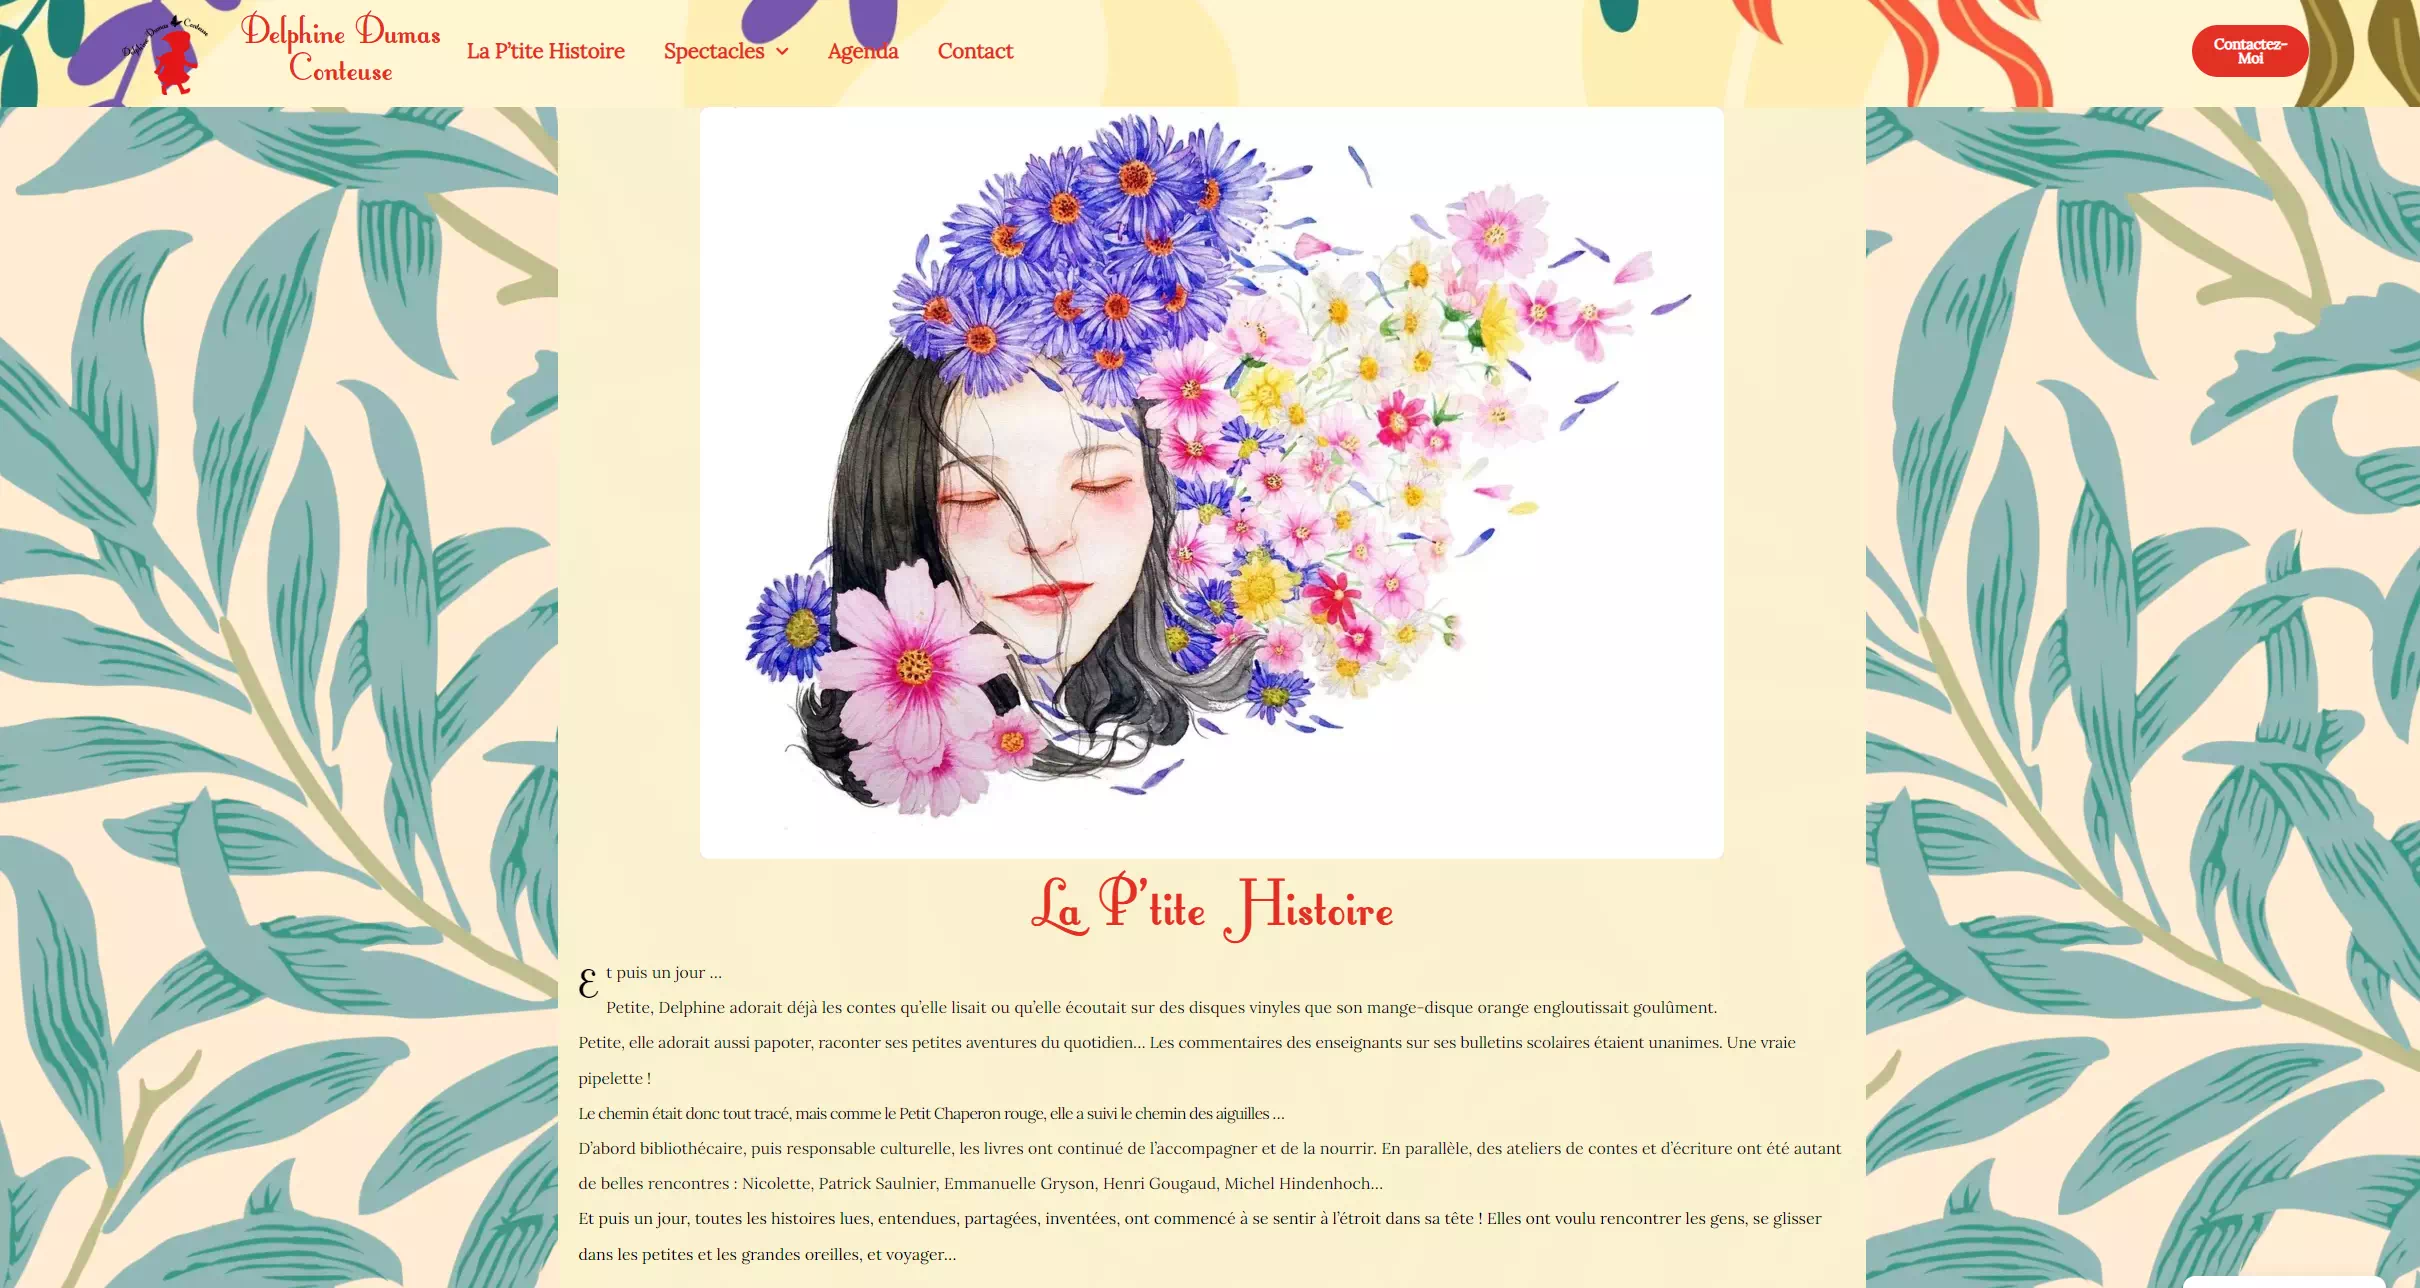 Delphine Dumas Conteuse
Delphine Dumas
Conteuse
La P'tite Histoire
Spectacles
Agenda
Contact
Contactez-
Moi
La P'tite Histoire
Et puis un jour …
Petite, Delphine adorait déjà les contes qu’elle lisait ou qu’elle écoutait sur des disques vinyles que son mange-disque orange engloutissait goulûment.
Petite, elle adorait aussi papoter, raconter ses petites aventures du quotidien… Les commentaires des enseignants sur ses bulletins scolaires étaient unanimes. Une vraie
pipelette !
Le chemin était donc tout tracé, mais comme le Petit Chaperon rouge, elle a suivi le chemin des aiguilles …
D’abord bibliothécaire, puis responsable culturelle, les livres ont continué de l’accompagner et de la nourrir. En parallèle, des ateliers de contes et d’écriture ont été autant
de belles rencontres : Nicolette, Patrick Saulnier, Emmanuelle Gryson, Henri Gougaud, Michel Hindenhoch…
Et puis un jour, toutes les histoires lues, entendues, partagées, inventées, ont commencé à se sentir à l’étroit dans sa tête ! Elles ont voulu rencontrer les gens, se glisser
dans les petites et les grandes oreilles, et voyager…